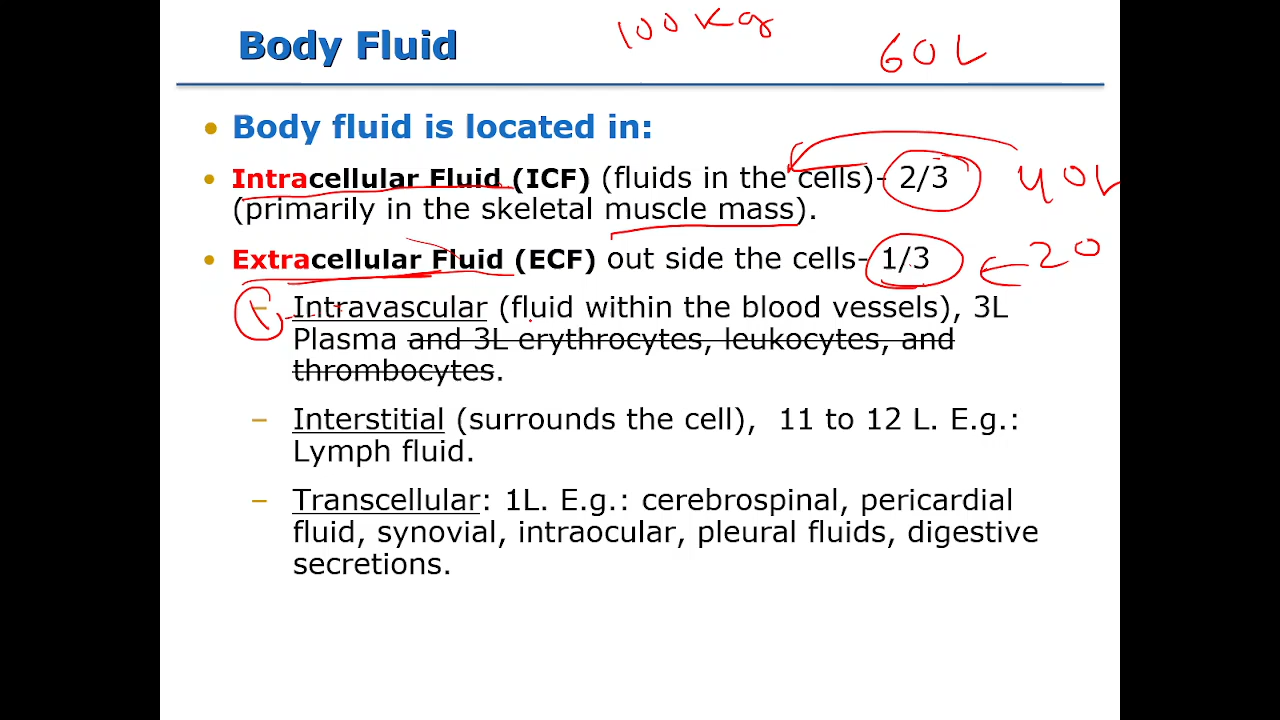 Body Fluid
100 Kg
60 L
• Body fluid is located in:
• Intracellular Fluid (ICF) (fluids in the cells)- 2/3
40 L
(primarily in the skeletal muscle mass).
• Extracellular Fluid (ECF) out side the cells- 1/3
20
1
– Intravascular (fluid within the blood vessels), 3L
Plasma and 3L erythrocytes, leukocytes, and
thrombocytes.
– Interstitial (surrounds the cell), 11 to 12 L. E.g.:
Lymph fluid.
– Transcellular: 1L. E.g.: cerebrospinal, pericardial
fluid, synovial, intraocular, pleural fluids, digestive
secretions.